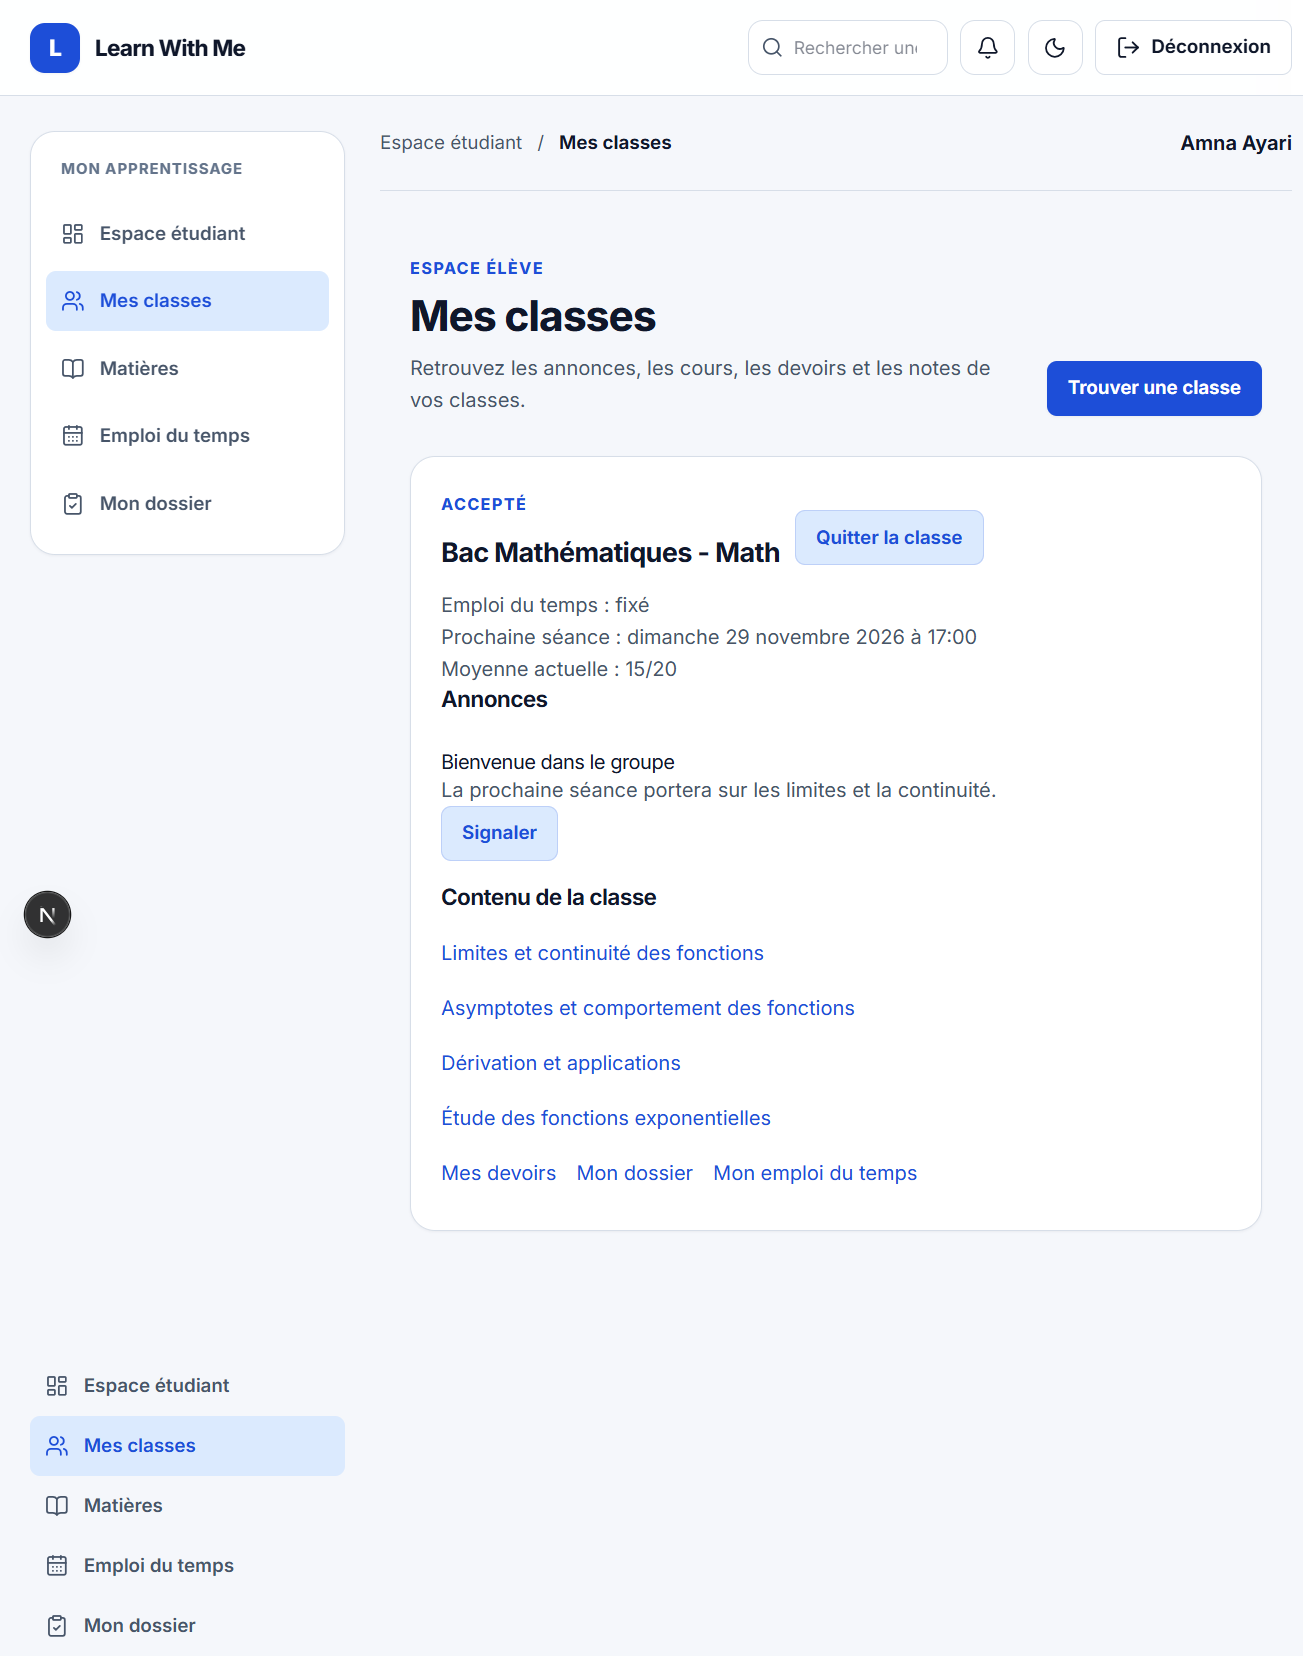 L Learn With Me
Rechercher un
Déconnexion
MON APPRENTISSAGE
Espace étudiant
Mes classes
Matières
Emploi du temps
Mon dossier
Espace étudiant / Mes classes
Amna Ayari
ESPACE ÉLÈVE
Mes classes
Retrouvez les annonces, les cours, les devoirs et les notes de
vos classes.
Trouver une classe
ACCEPTÉ
Bac Mathématiques - Math
Quitter la classe
Emploi du temps : fixé
Prochaine séance : dimanche 29 novembre 2026 à 17:00
Moyenne actuelle : 15/20
Annonces
Bienvenue dans le groupe
La prochaine séance portera sur les limites et la continuité.
Signaler
Contenu de la classe
Limites et continuité des fonctions
Asymptotes et comportement des fonctions
Dérivation et applications
Étude des fonctions exponentielles
Mes devoirs Mon dossier Mon emploi du temps
N
Espace étudiant
Mes classes
Matières
Emploi du temps
Mon dossier